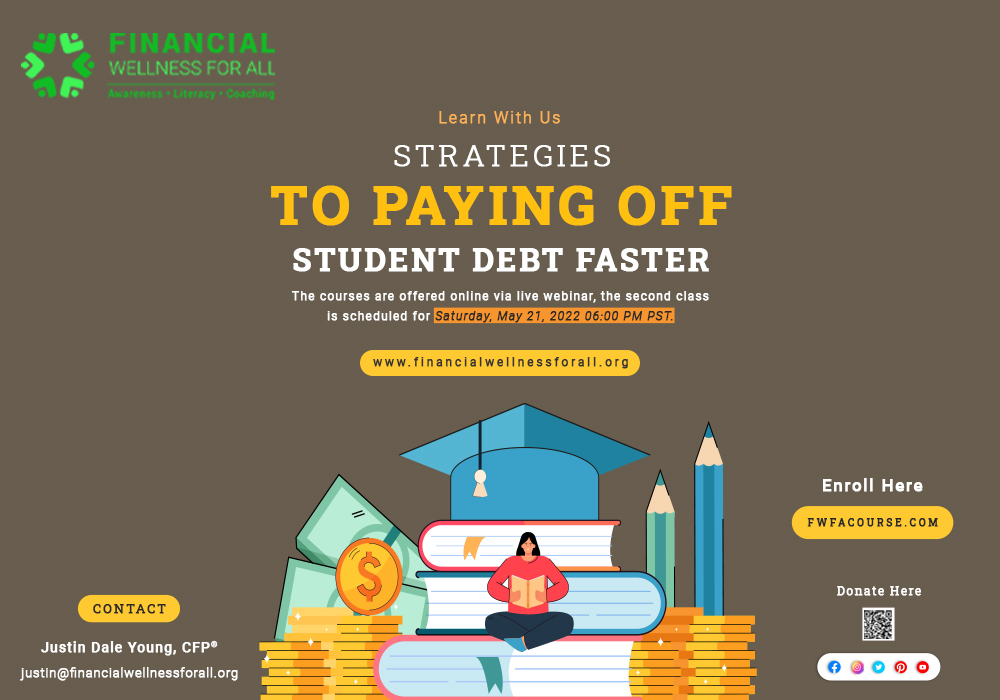 FINANCIAL
WELLNESS FOR ALL
Awareness • Literacy • Coaching
Learn With Us
STRATEGIES
TO PAYING OFF
STUDENT DEBT FASTER
The courses are offered online via live webinar, the second class
is scheduled for Saturday, May 21, 2022 06:00 PM PST.
www.financialwellnessforall.org
Enroll Here
FWFACOURSE.COM
Donate Here
CONTACT
Justin Dale Young, CFP®
justin@financialwellnessforall.org